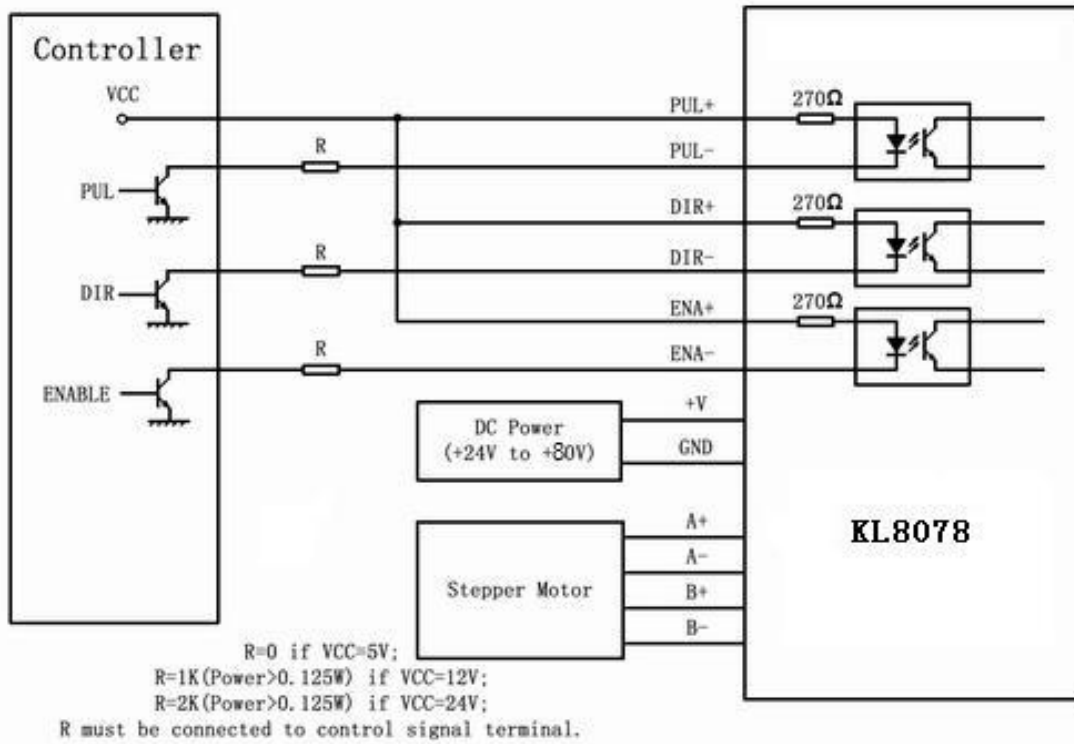 Controller
VCC
PUL+
270Ω
R
PUL-
PUL
DIR+
270Ω
R
DIR-
DIR
ENA+
270Ω
R
ENA-
ENABLE
+V
DC Power
(+24V to +80V)
GND
KL8078
A+
A-
Stepper Motor
B+
B-
R=0 if VCC=5V;
R=1K(Power>0.125W) if VCC=12V;
R=2K(Power>0.125W) if VCC=24V;
R must be connected to control signal terminal.